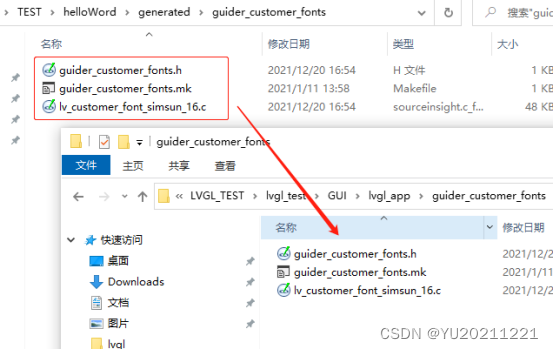 TEST > helloWord > generated > guider_customer_fonts
搜索"guid
名称 修改日期 类型 大小
guider_customer_fonts.h 2021/12/20 16:54 H 文件 1 KB
guider_customer_fonts.mk 2021/1/11 13:58 Makefile 1 KB
lv_customer_font_simsun_16.c 2021/12/20 16:54 sourceinsight.c_f... 48 KB
guider_customer_fonts
文件 主页 共享 查看
« LVGL_TEST > lvgl_test > GUI > lvgl_app > guider_customer_fonts
名称 修改日期
快速访问
桌面
Downloads
文档
图片
lvgl
guider_customer_fonts.h 2021/12/2
guider_customer_fonts.mk 2021/1/11
lv_customer_font_simsun_16.c 2021/12/2
CSDN @YU20211221